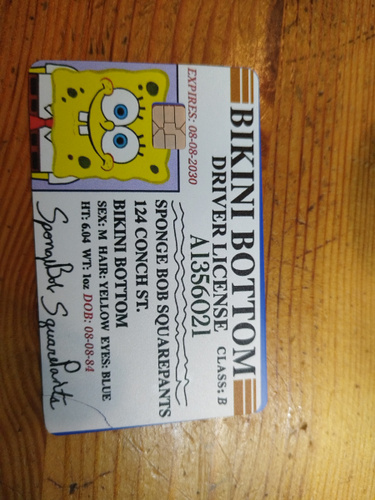 BIKINI BOTTOM
DRIVER LICENSE CLASS: B
A1356021
EXPIRES: 08-08-2030
SPONGE BOB SQUAREPANTS
124 CONCH ST.
BIKINI BOTTOM
SEX: M HAIR: YELLOW EYES: BLUE
HT: 6.04 WT: 1oz DOB: 08-08-84
SpongBob SquarePants